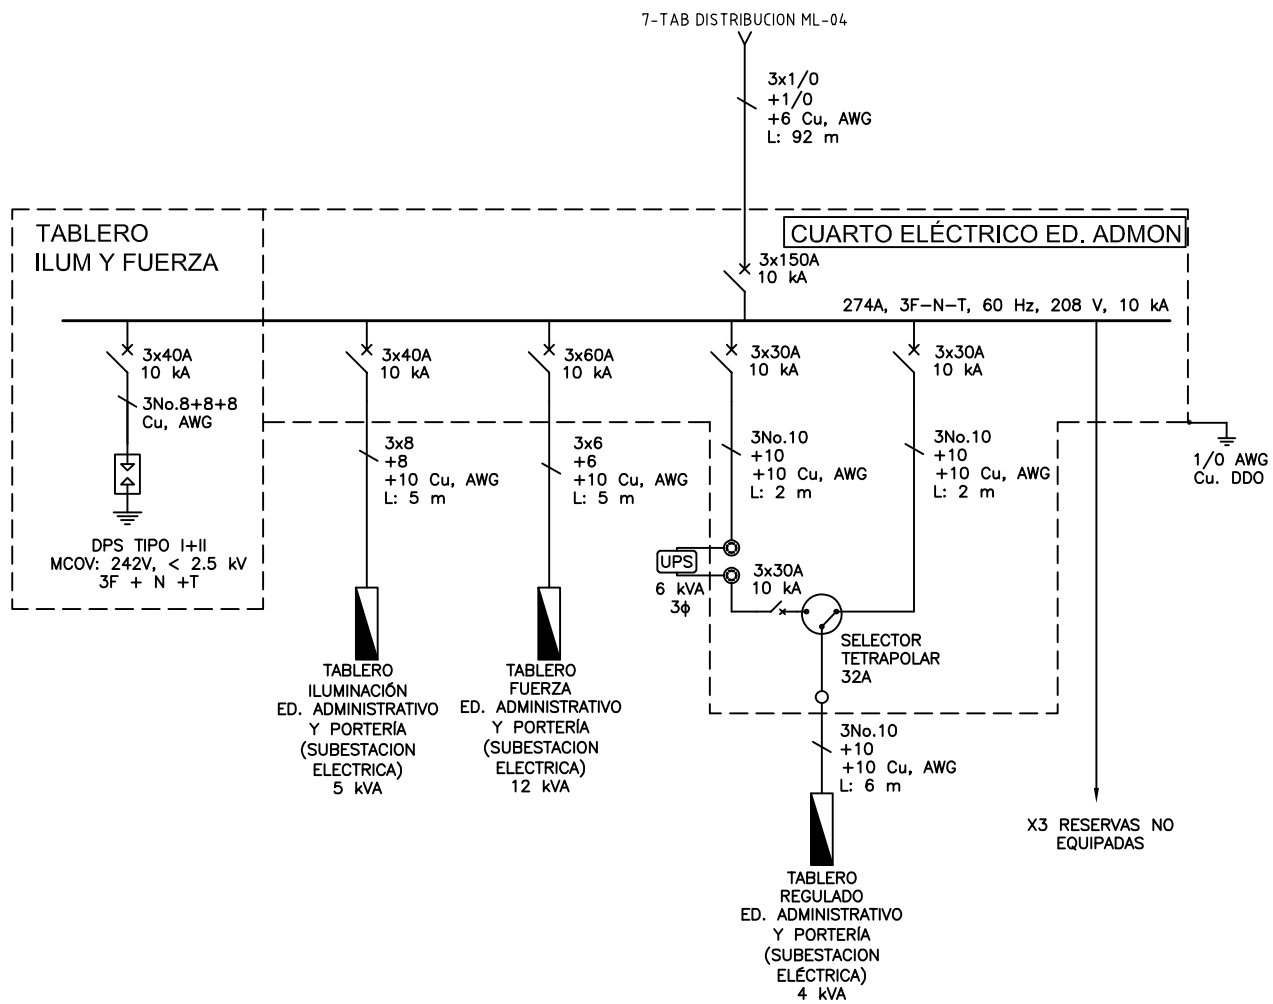 7-TAB DISTRIBUCION ML-04
3x1/0
+1/0
+6 Cu, AWG
L: 92 m
TABLERO
ILUM Y FUERZA
CUARTO ELÉCTRICO ED. ADMON
3x150A
10 kA
274A, 3F-N-T, 60 Hz, 208 V, 10 kA
3x40A
10 kA
3No.8+8+8
Cu, AWG
DPS TIPO I+II
MCOV: 242V, < 2.5 kV
3F + N +T
3x40A
10 kA
3x8
+8
+10 Cu, AWG
L: 5 m
TABLERO
ILUMINACIÓN
ED. ADMINISTRATIVO
Y PORTERÍA
(SUBESTACION
ELECTRICA)
5 kVA
3x60A
10 kA
3x6
+6
+10 Cu, AWG
L: 5 m
TABLERO
FUERZA
ED. ADMINISTRATIVO
Y PORTERÍA
(SUBESTACION
ELECTRICA)
12 kVA
3x30A
10 kA
3No.10
+10
+10 Cu, AWG
L: 2 m
UPS
6 kVA
3ϕ
3x30A
10 kA
3x30A
10 kA
3No.10
+10
+10 Cu, AWG
L: 2 m
SELECTOR
TETRAPOLAR
32A
3No.10
+10
+10 Cu, AWG
L: 6 m
TABLERO
REGULADO
ED. ADMINISTRATIVO
Y PORTERÍA
(SUBESTACION
ELÉCTRICA)
4 kVA
1/0 AWG
Cu. DDO
X3 RESERVAS NO
EQUIPADAS